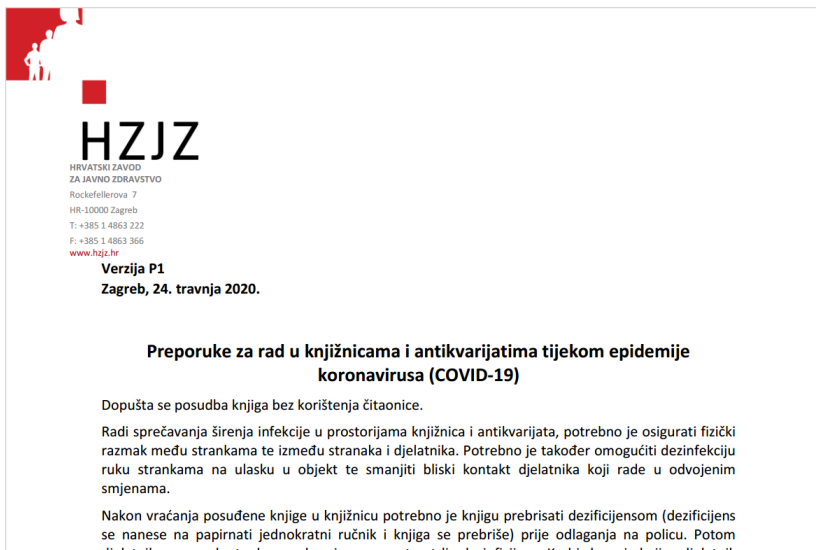 HZJZ
HRVATSKI ZAVOD
ZA JAVNO ZDRAVSTVO
Rockefellerova 7
HR-10000 Zagreb
T: +385 1 4863 222
F: +385 1 4863 366
www.hzjz.hr
Verzija P1
Zagreb, 24. travnja 2020.
Preporuke za rad u knjižnicama i antikvarijatima tijekom epidemije
koronavirusa (COVID-19)
Dopušta se posudba knjiga bez korištenja čitaonice.
Radi sprečavanja širenja infekcije u prostorijama knjižnica i antikvarijata, potrebno je osigurati fizički
razmak među strankama te između stranaka i djelatnika. Potrebno je također omogućiti dezinfekciju
ruku strankama na ulasku u objekt te smanjiti bliski kontakt djelatnika koji rade u odvojenim
smjenama.
Nakon vraćanja posuđene knjige u knjižnicu potrebno je knjigu prebrisati dezificijensom (dezificijens
se nanese na papirnati jednokratni ručnik i knjiga se prebriše) prije odlaganja na policu. Potom